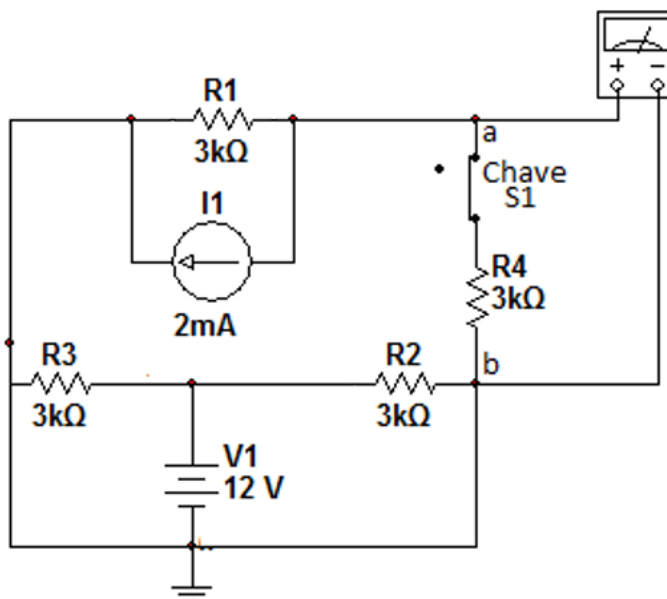 + −
R1
3kΩ
a
I1
Chave
S1
2mA
R4
3kΩ
R3
3kΩ
R2
3kΩ
b
V1
12 V